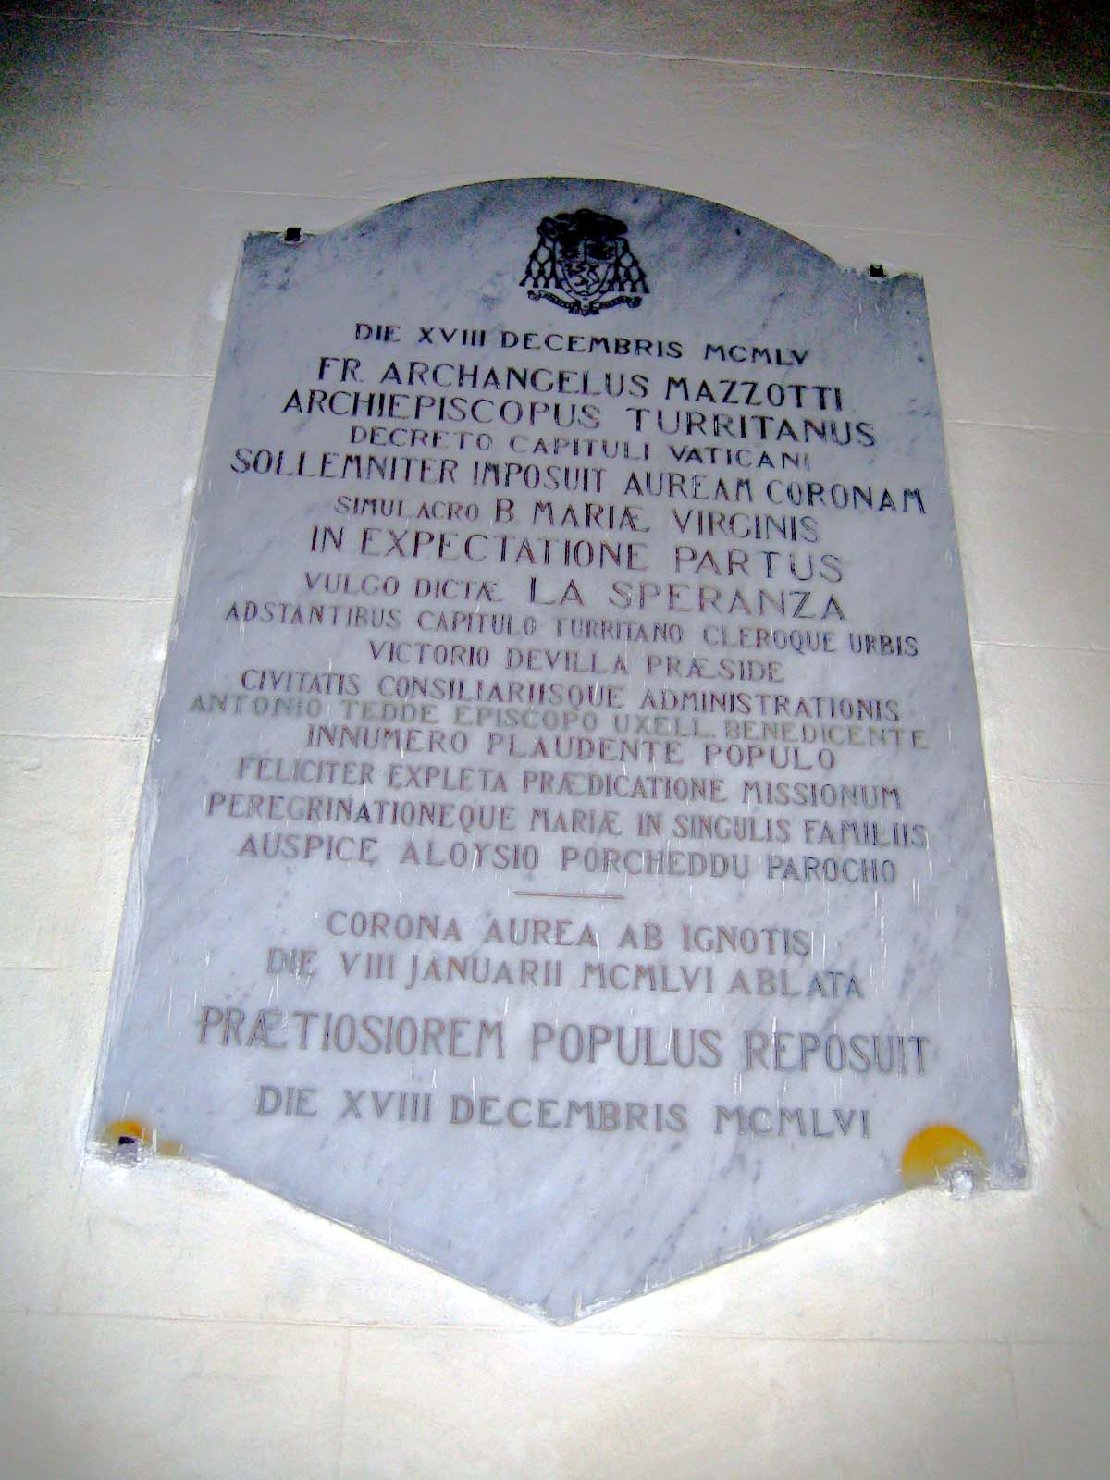 DIE XVIII DECEMBRIS MCMLV
FR. ARCHANGELUS MAZZOTTI
ARCHIEPISCOPUS TURRITANUS
DECRETO CAPITULI VATICANI
SOLLEMNITER IMPOSUIT AUREAM CORONAM
SIMULACRO B. MARIÆ VIRGINIS
IN EXPECTATIONE PARTUS
VULGO DICTÆ LA SPERANZA
ADSTANTIBUS CAPITULO TURRITANO CLEROQUE URBIS
VICTORIO DEVILLA PRÆSIDE
CIVITATIS CONSILIARIISQUE ADMINISTRATIONIS
ANTONIO TEDDE EPISCOPO UXELL. BENEDICENTE
INNUMERO PLAUDENTE POPULO
FELICITER EXPLETA PRÆDICATIONE MISSIONUM
PEREGRINATIONEQUE MARIÆ IN SINGULIS FAMILIIS
AUSPICE ALOYSIO PORCHEDDU PAROCHO
CORONA AUREA AB IGNOTIS
DIE VIII JANUARII MCMLVI ABLATA
PRÆTIOSIOREM POPULUS REPOSUIT
DIE XVIII DECEMBRIS MCMLVI